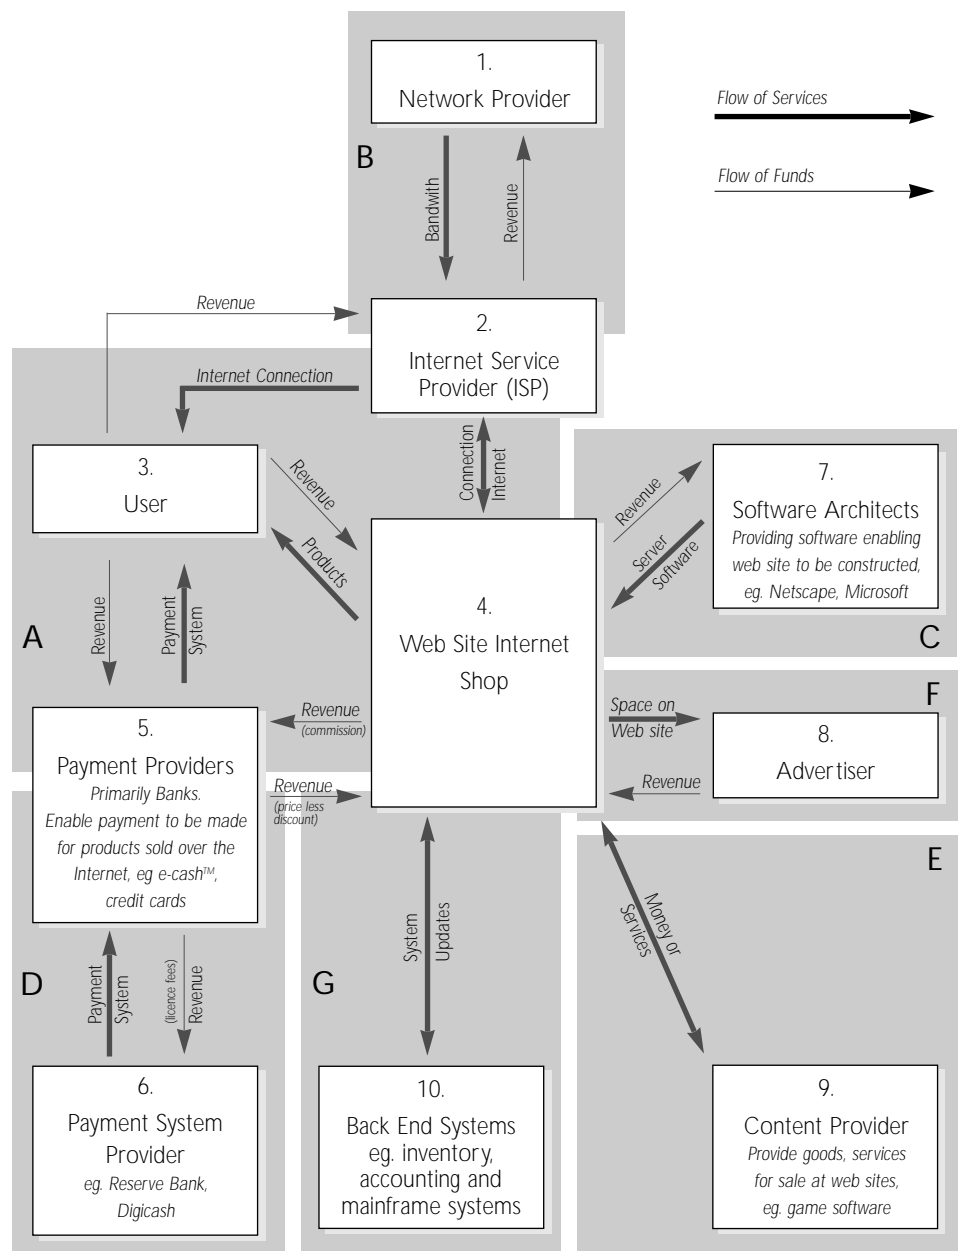 1.
Network Provider
Flow of Services
Flow of Funds
B
Bandwith
Revenue
Revenue
2.
Internet Service
Provider (ISP)
Internet Connection
3.
User
Revenue
Products
Connection
Internet
Revenue
Server
Software
7.
Software Architects
Providing software enabling
web site to be constructed,
eg. Netscape, Microsoft
C
A
Revenue
Payment
System
4.
Web Site Internet
Shop
Revenue
(commission)
Revenue
(price less
discount)
Space on
Web site
Revenue
F
8.
Advertiser
5.
Payment Providers
Primarily Banks.
Enable payment to be made
for products sold over the
Internet, eg e-cash™,
credit cards
E
Money or
Services
D
Payment
System
(licence fees)
Revenue
G
System
Updates
6.
Payment System
Provider
eg. Reserve Bank,
Digicash
10.
Back End Systems
eg. inventory,
accounting and
mainframe systems
9.
Content Provider
Provide goods, services
for sale at web sites,
eg. game software